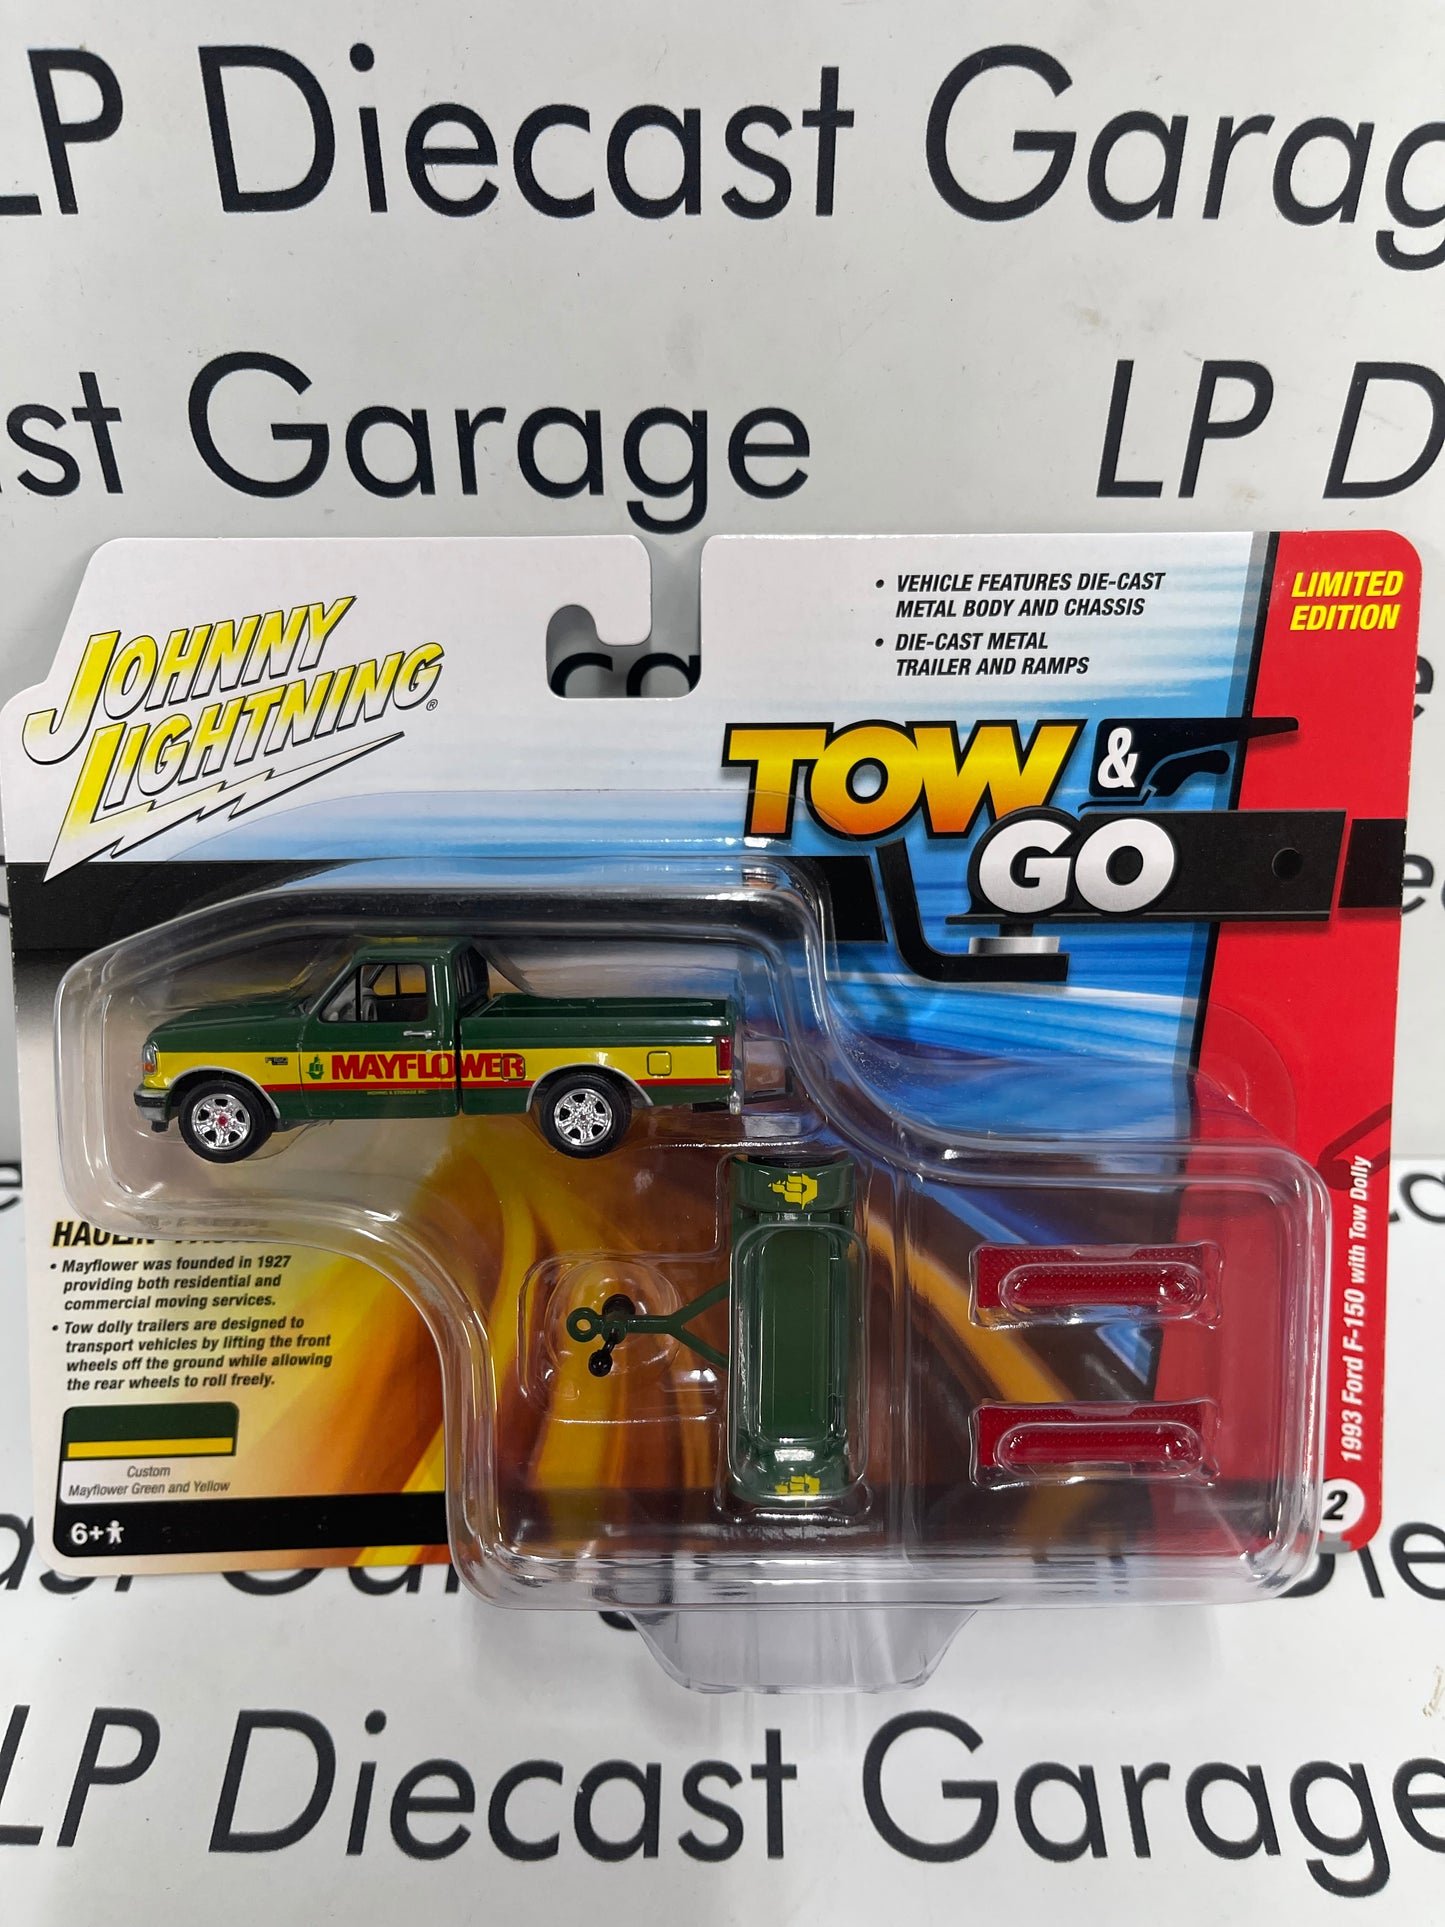 LP Diecast Garag
st Garage
LP D
JOHNNY
LIGHTNING®
• VEHICLE FEATURES DIE-CAST
METAL BODY AND CHASSIS
• DIE-CAST METAL
TRAILER AND RAMPS
LIMITED
EDITION
TOW &
GO
MAYFLOWER
MOVING & STORAGE INC.
• Mayflower was founded in 1927
providing both residential and
commercial moving services.
• Tow dolly trailers are designed to
transport vehicles by lifting the front
wheels off the ground while allowing
the rear wheels to roll freely.
Custom
Mayflower Green and Yellow
6+
1993 Ford F-150 with Tow Dolly
2
LP Diecast Garage